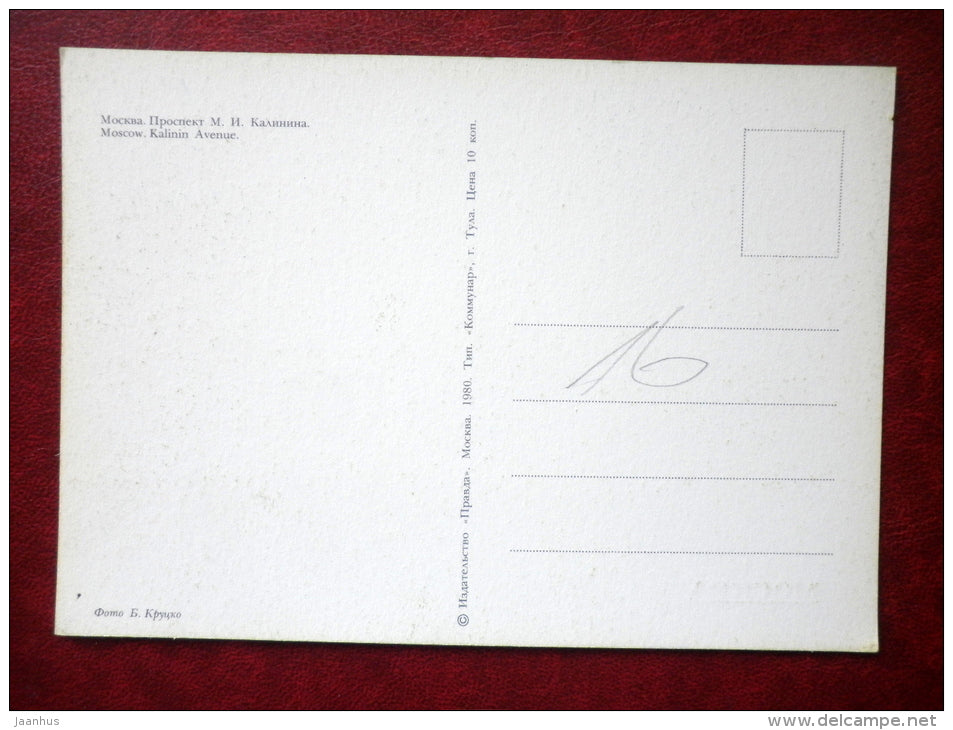 Москва. Проспект М. И. Калинина.
Moscow. Kalinin Avenue.
© Издательство «Правда». Москва. 1980. Тип. «Коммунар», г. Тула. Цена 10 коп.
16
Фото Б. Круцко
jaanhus
www.delcampe.net